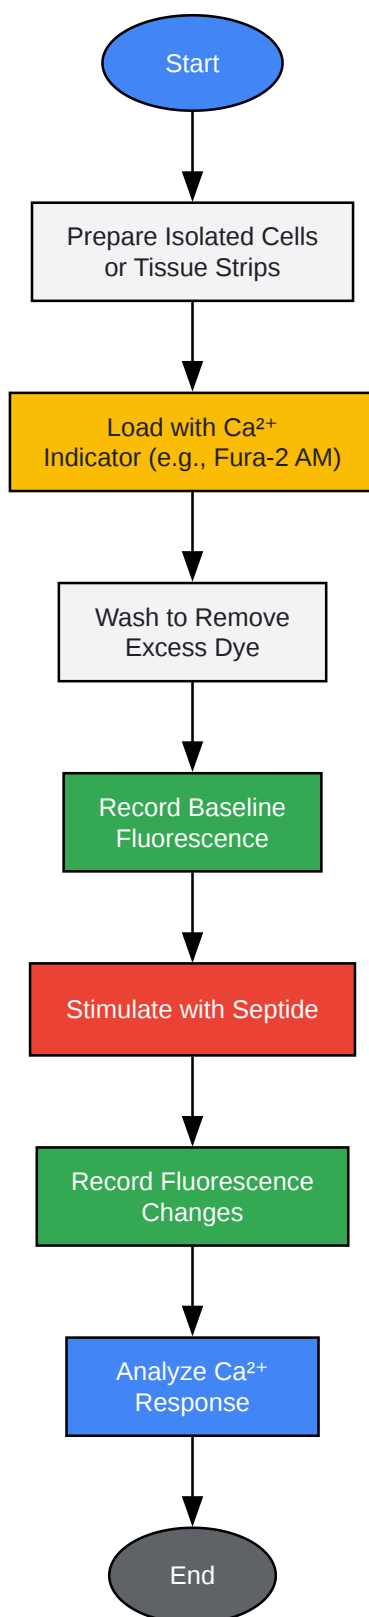 Start
Prepare Isolated Cells
or Tissue Strips
Load with Ca²⁺
Indicator (e.g., Fura-2 AM)
Wash to Remove
Excess Dye
Record Baseline
Fluorescence
Stimulate with Septide
Record Fluorescence
Changes
Analyze Ca²⁺
Response
End